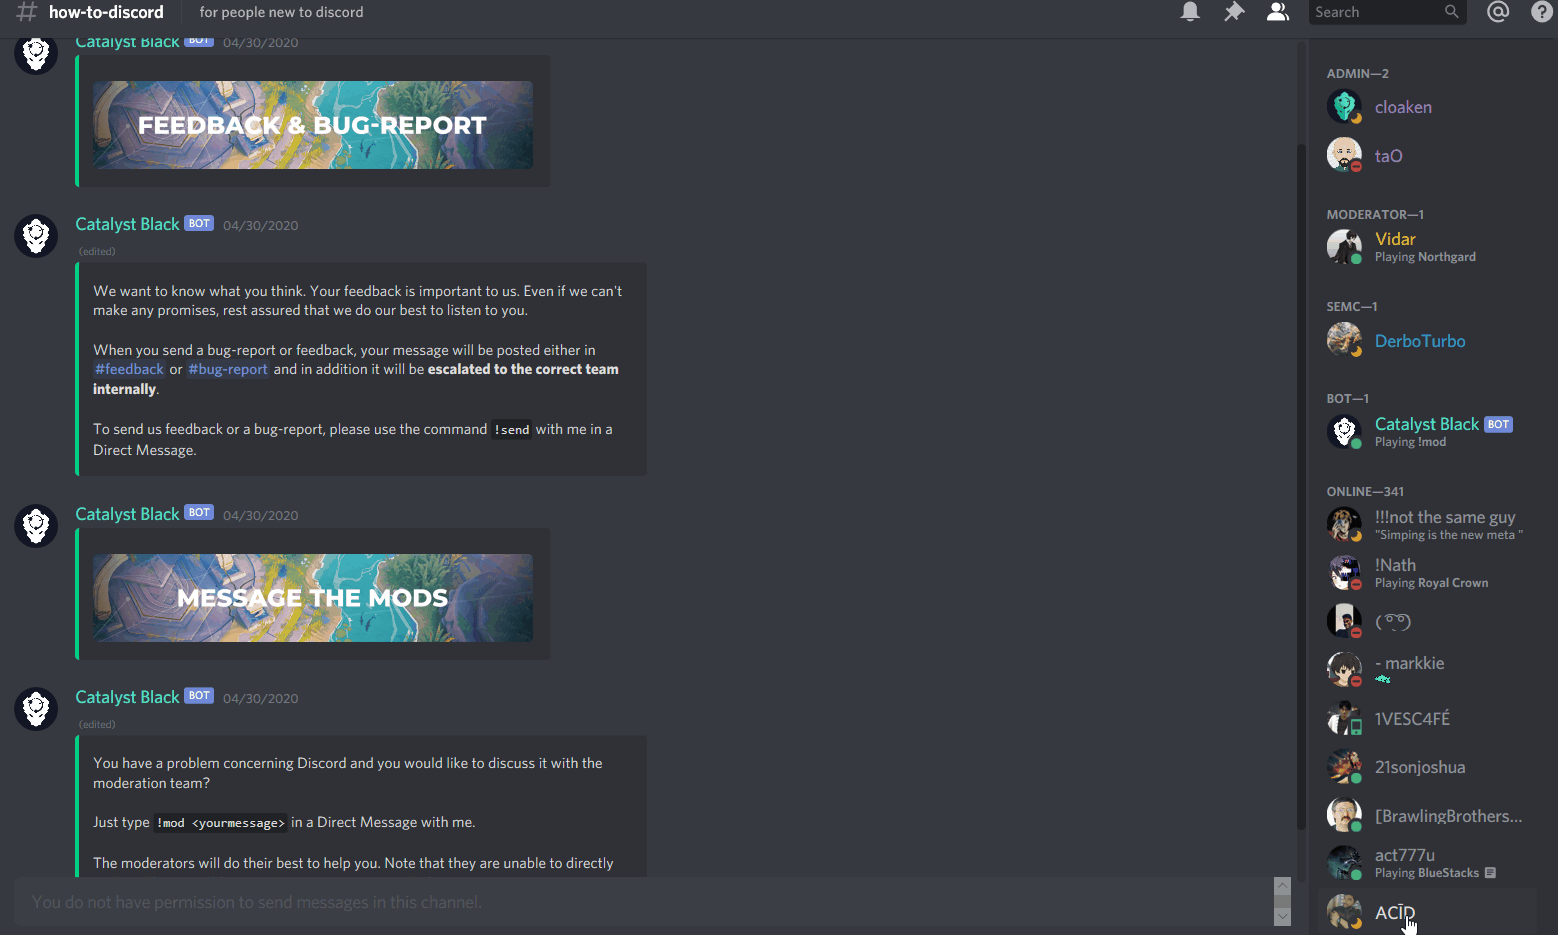 how-to-discord
for people new to discord
Search
Catalyst Black BOT 04/30/2020
FEEDBACK & BUG-REPORT
Catalyst Black BOT 04/30/2020
(edited)
We want to know what you think. Your feedback is important to us. Even if we can't
make any promises, rest assured that we do our best to listen to you.
When you send a bug-report or feedback, your message will be posted either in
#feedback or #bug-report and in addition it will be escalated to the correct team
internally.
To send us feedback or a bug-report, please use the command !send with me in a
Direct Message.
Catalyst Black BOT 04/30/2020
MESSAGE THE MODS
Catalyst Black BOT 04/30/2020
(edited)
You have a problem concerning Discord and you would like to discuss it with the
moderation team?
Just type !mod <yourmessage> in a Direct Message with me.
The moderators will do their best to help you. Note that they are unable to directly
You do not have permission to send messages in this channel.
ADMIN—2
cloaken
taO
MODERATOR—1
Vidar
Playing Northgard
SEMC—1
DerboTurbo
BOT—1
Catalyst Black BOT
Playing !mod
ONLINE—341
!!!not the same guy
"Simping is the new meta "
!Nath
Playing Royal Crown
( ͡° ͜ʖ ͡°)
- markkie
1VESC4FÉ
21sonjoshua
[BrawlingBrothers...
act777u
Playing BlueStacks
ACĪD